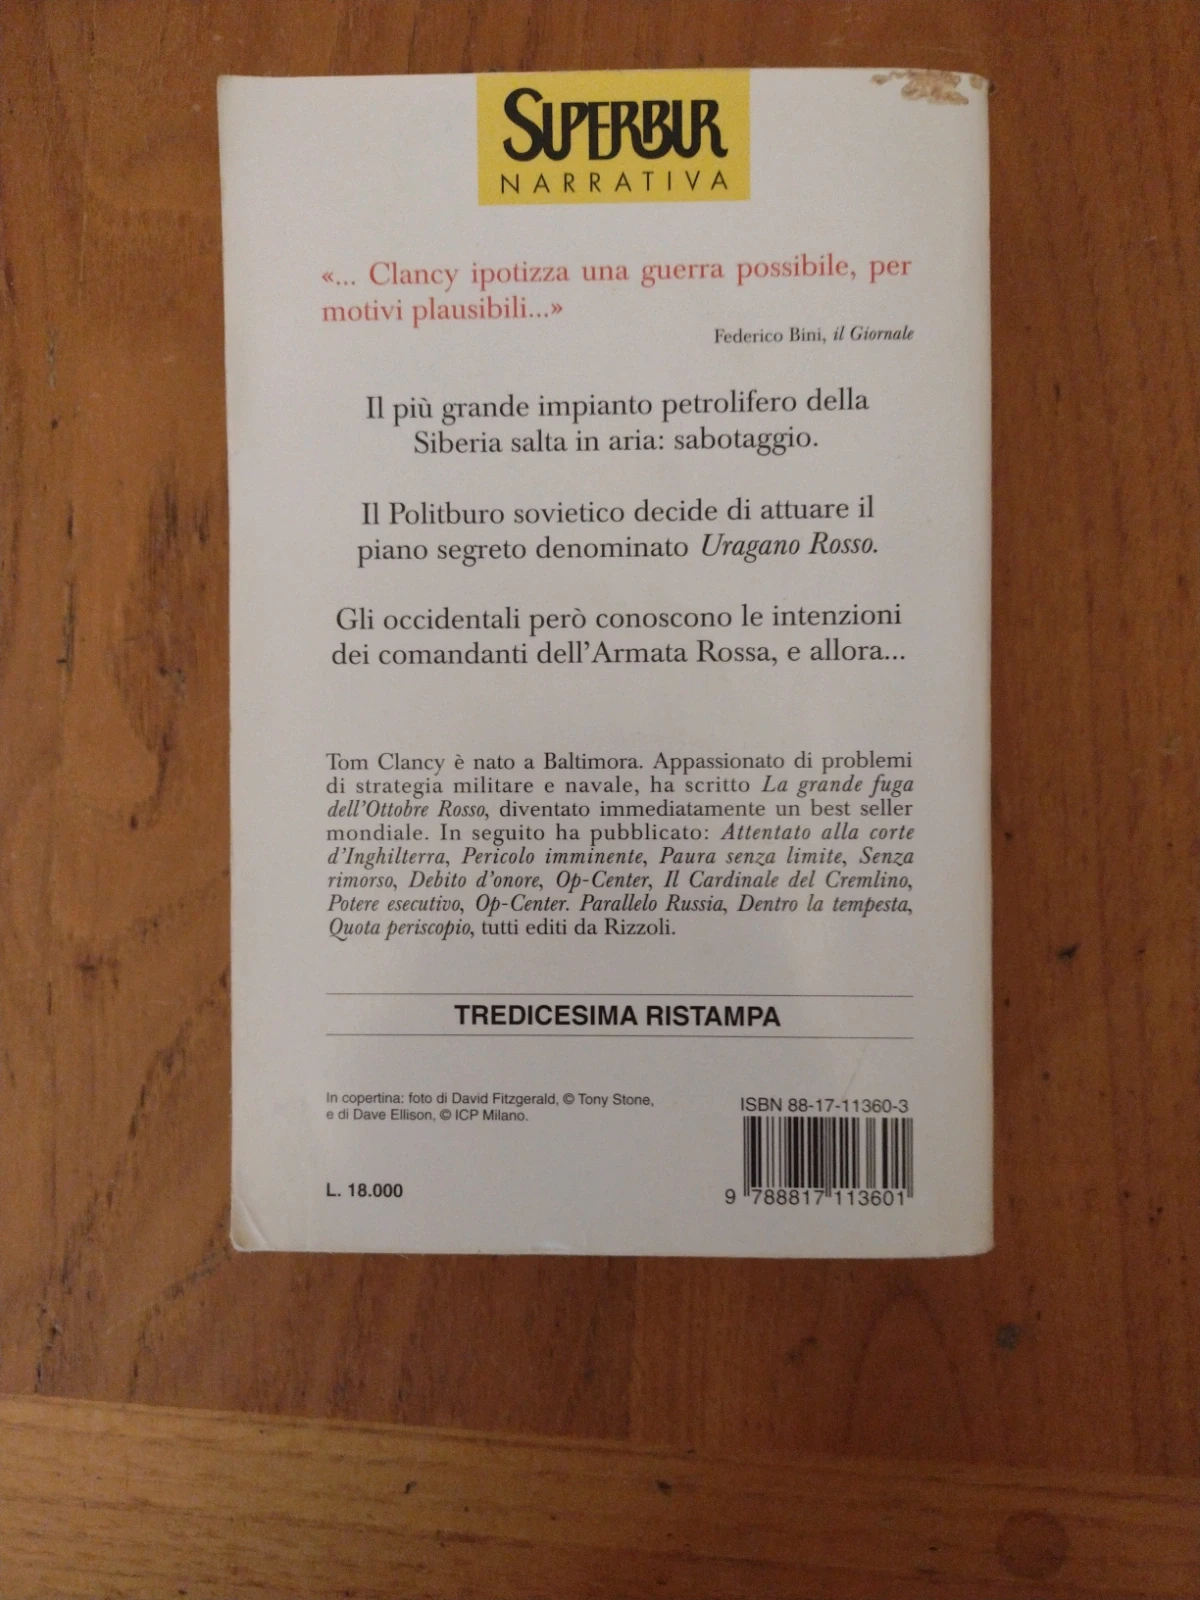 SUPERBUR
NARRATIVA
«... Clancy ipotizza una guerra possibile, per
motivi plausibili...»
Federico Bini, il Giornale
Il più grande impianto petrolifero della
Siberia salta in aria: sabotaggio.
Il Politburo sovietico decide di attuare il
piano segreto denominato Uragano Rosso.
Gli occidentali però conoscono le intenzioni
dei comandanti dell'Armata Rossa, e allora...
Tom Clancy è nato a Baltimora. Appassionato di problemi
di strategia militare e navale, ha scritto La grande fuga
dell'Ottobre Rosso, diventato immediatamente un best seller
mondiale. In seguito ha pubblicato: Attentato alla corte
d'Inghilterra, Pericolo imminente, Paura senza limite, Senza
rimorso, Debito d'onore, Op-Center, Il Cardinale del Cremlino,
Potere esecutivo, Op-Center. Parallelo Russia, Dentro la tempesta,
Quota periscopio, tutti editi da Rizzoli.
TREDICESIMA RISTAMPA
In copertina: foto di David Fitzgerald, © Tony Stone,
e di Dave Ellison, © ICP Milano.
ISBN 88-17-11360-3
L. 18.000
9 788817 113601